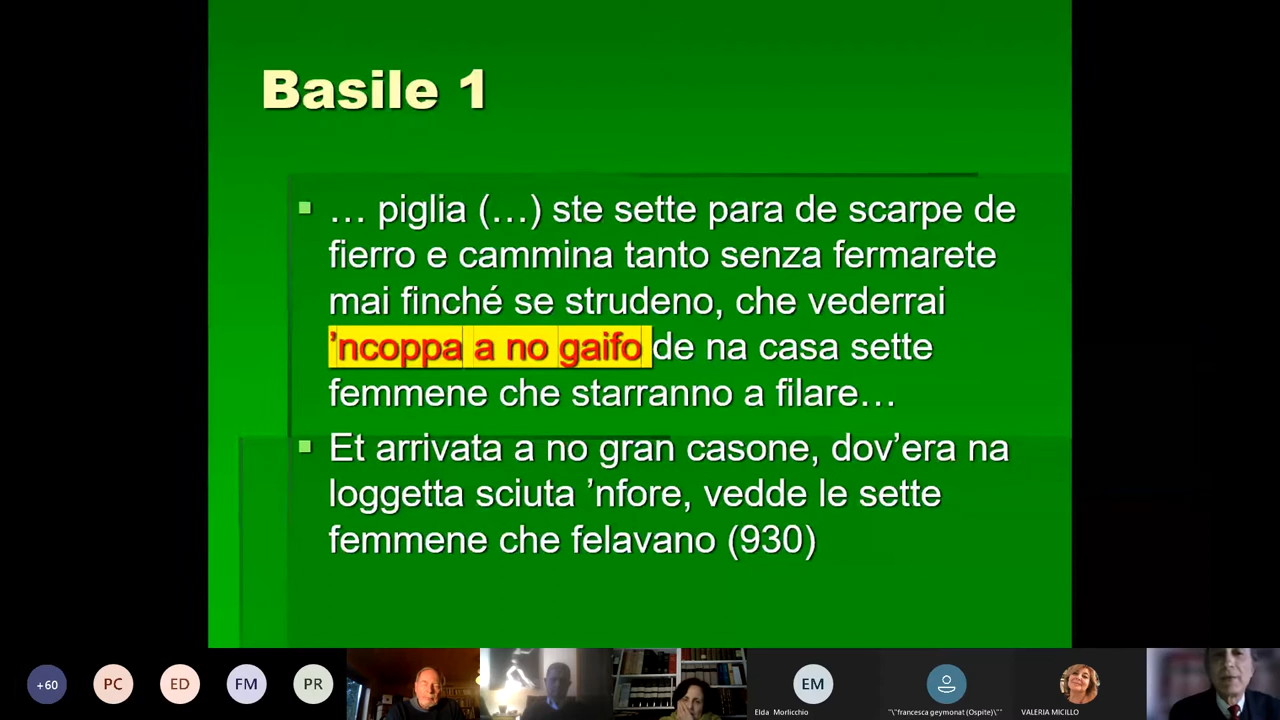 Basile 1
… piglia (…) ste sette para de scarpe de
fierro e cammina tanto senza fermarete
mai finché se strudeno, che vederrai
’ncoppa a no gaifo de na casa sette
femmene che starranno a filare…
Et arrivata a no gran casone, dov’era na
loggetta sciuta ’nfore, vedde le sette
femmene che felavano (930)
+60
PC
ED
FM
PR
EM
Elda Morlicchio
"\"francesca geymonat (Ospite)\""
VALERIA MICILLO